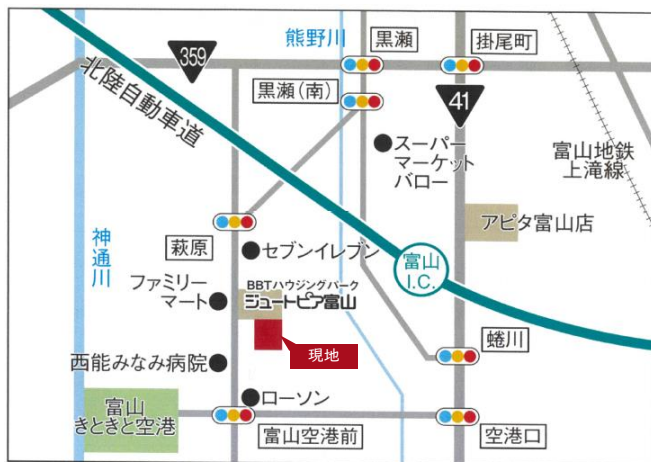 熊野川
黒瀬
掛尾町
359
黒瀬(南)
41
北陸自動車道
スーパー
マーケット
バロー
富山地鉄
上滝線
アピタ富山店
神通川
萩原
セブンイレブン
富山
I.C.
ファミリー
マート
BBTハウジングパーク
ジュートピア富山
現地
蜷川
西能みなみ病院
ローソン
富山
きときと空港
富山空港前
空港口